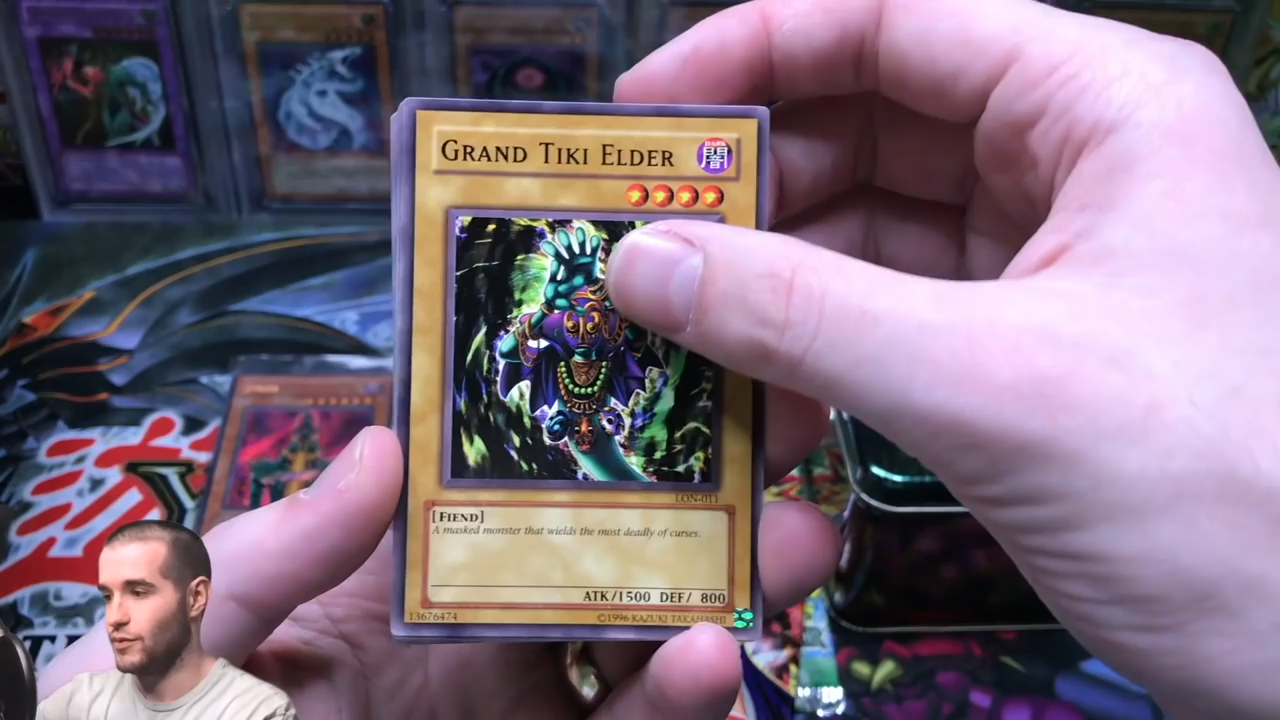 GRAND TIKI ELDER
DARK
闇
LON-011
[FIEND]
A masked monster that wields the most deadly of curses.
ATK/1500 DEF/ 800
13676474
©1996 KAZUKI TAKAHASHI